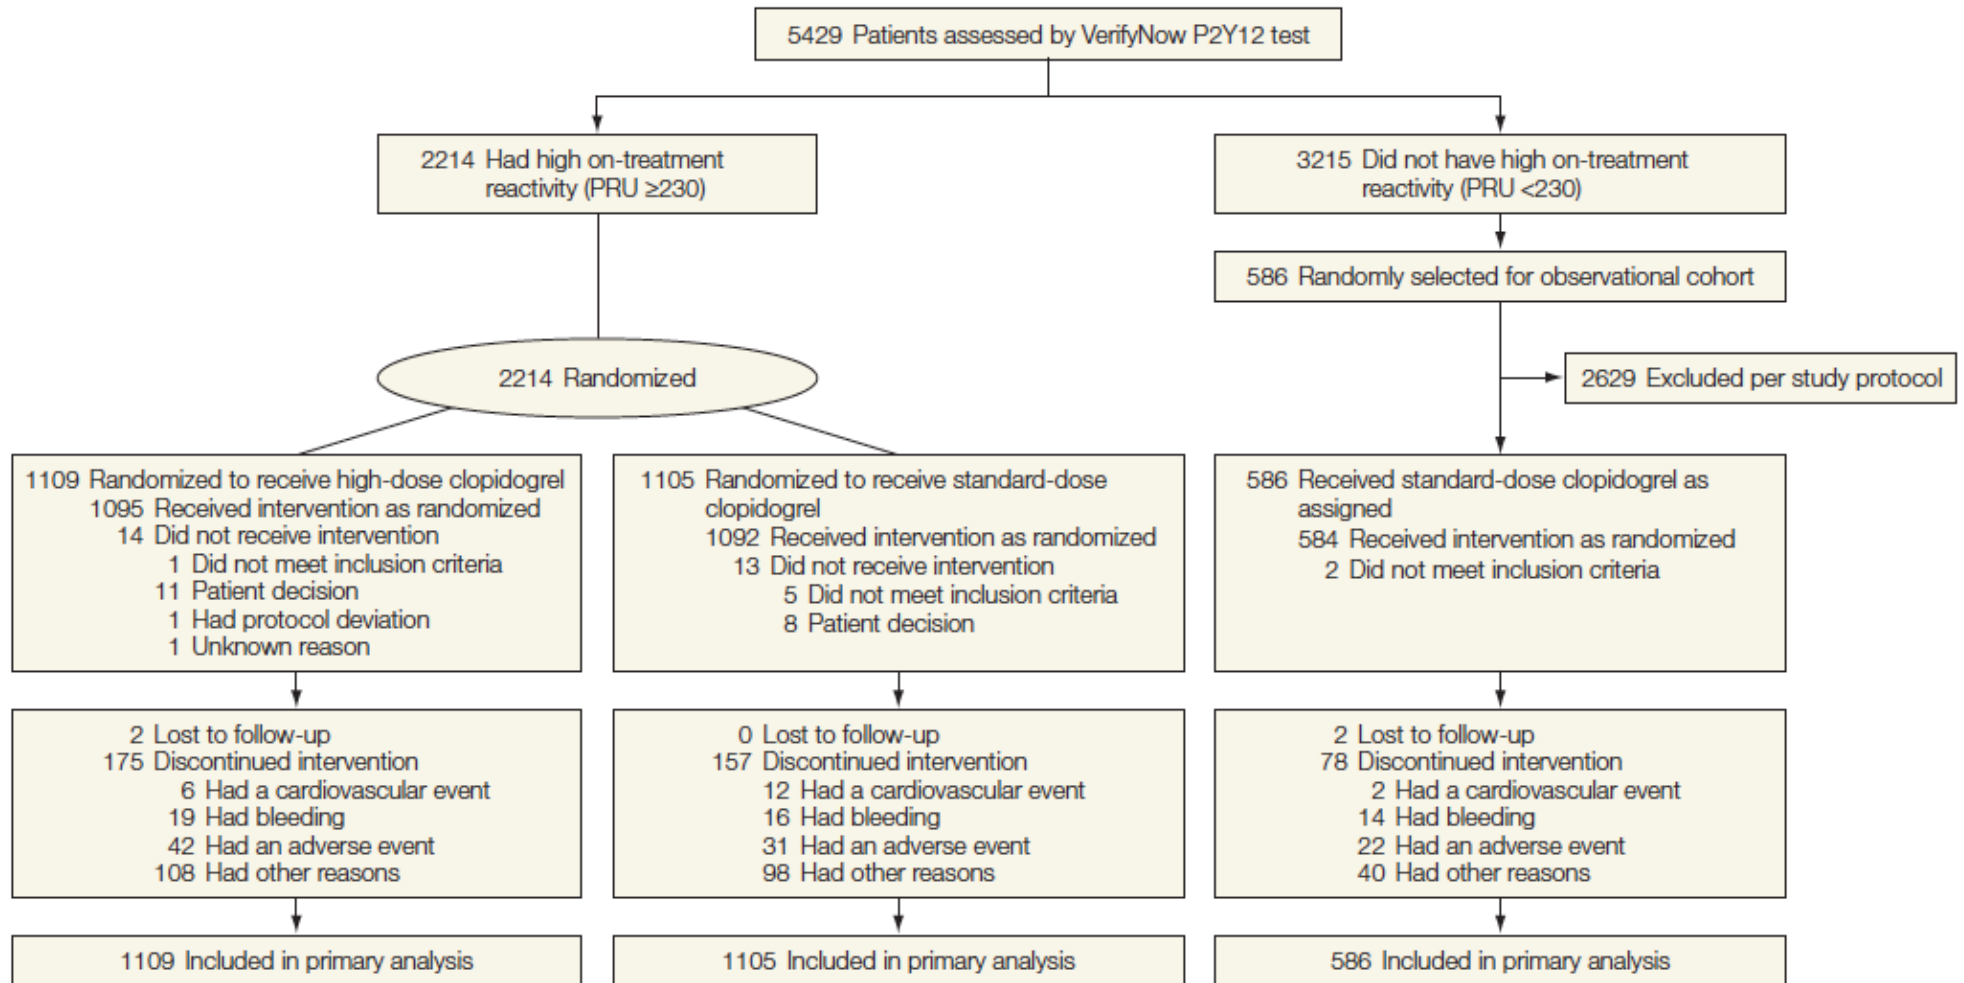 5429 Patients assessed by VerifyNow P2Y12 test
2214 Had high on-treatment
reactivity (PRU ≥230)
3215 Did not have high on-treatment
reactivity (PRU <230)
586 Randomly selected for observational cohort
2214 Randomized
2629 Excluded per study protocol
1109 Randomized to receive high-dose clopidogrel
1095 Received intervention as randomized
14 Did not receive intervention
1 Did not meet inclusion criteria
11 Patient decision
1 Had protocol deviation
1 Unknown reason
1105 Randomized to receive standard-dose
clopidogrel
1092 Received intervention as randomized
13 Did not receive intervention
5 Did not meet inclusion criteria
8 Patient decision
586 Received standard-dose clopidogrel as
assigned
584 Received intervention as randomized
2 Did not meet inclusion criteria
2 Lost to follow-up
175 Discontinued intervention
6 Had a cardiovascular event
19 Had bleeding
42 Had an adverse event
108 Had other reasons
0 Lost to follow-up
157 Discontinued intervention
12 Had a cardiovascular event
16 Had bleeding
31 Had an adverse event
98 Had other reasons
2 Lost to follow-up
78 Discontinued intervention
2 Had a cardiovascular event
14 Had bleeding
22 Had an adverse event
40 Had other reasons
1109 Included in primary analysis
1105 Included in primary analysis
586 Included in primary analysis